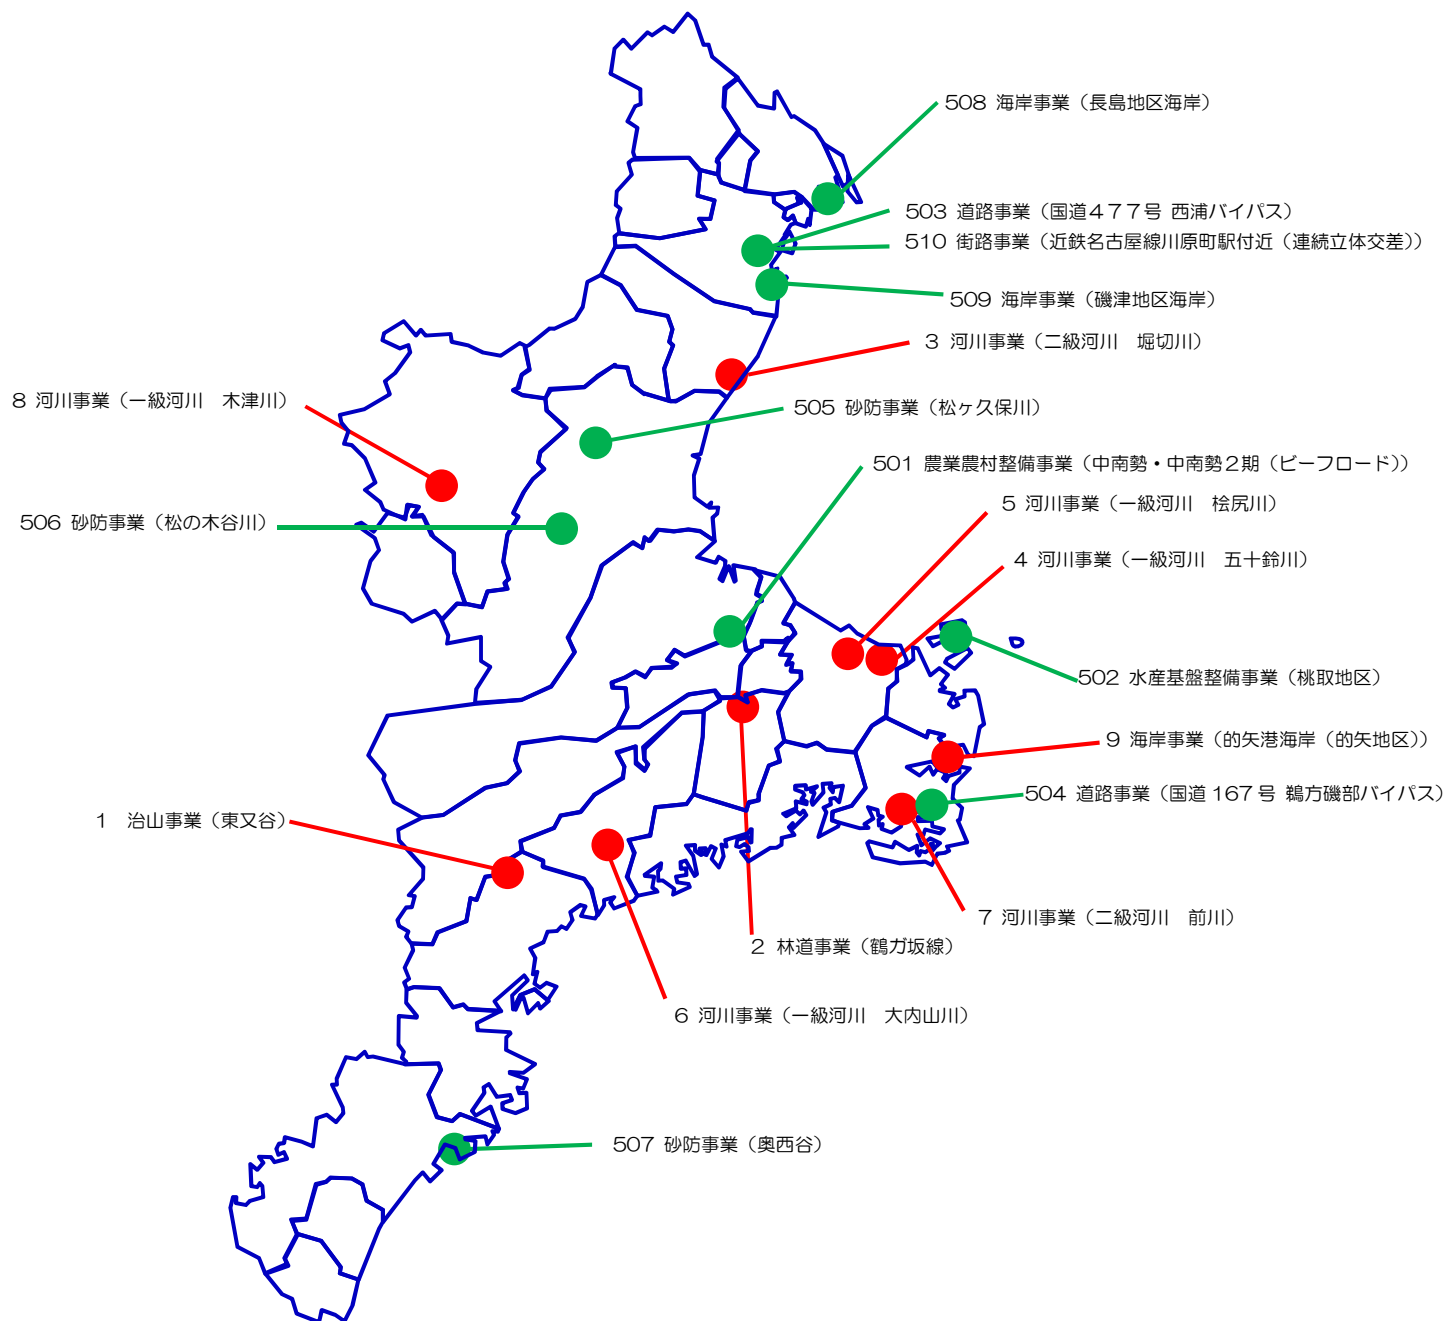 508 海岸事業（長島地区海岸）
503 道路事業（国道４７７号 西浦バイパス）
510 街路事業（近鉄名古屋線川原町駅付近（連続立体交差））
509 海岸事業（磯津地区海岸）
3 河川事業（二級河川　堀切川）
8 河川事業（一級河川　木津川）
505 砂防事業（松ヶ久保川）
501 農業農村整備事業（中南勢・中南勢２期（ビーフロード））
5 河川事業（一級河川　桧尻川）
506 砂防事業（松の木谷川）
4 河川事業（一級河川　五十鈴川）
502 水産基盤整備事業（桃取地区）
9 海岸事業（的矢港海岸（的矢地区））
504 道路事業（国道 167 号 鵜方磯部バイパス）
1　治山事業（東又谷）
7 河川事業（二級河川　前川）
2 林道事業（鶴ガ坂線）
6 河川事業（一級河川　大内山川）
507 砂防事業（奥西谷）